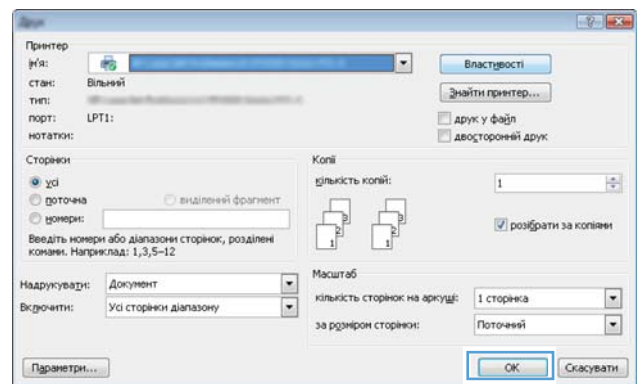 Друк
Принтер
ім'я:
Властивості
стан: Вільний
тип:
Знайти принтер...
порт: LPT1:
друк у файл
нотатки:
двосторонній друк
Сторінки
усі
поточна
виділений фрагмент
номери:
Введіть номери або діапазони сторінок, розділені
комами. Наприклад: 1,3,5–12
Копії
кількість копій: 1
розібрати за копіями
Надрукувати: Документ
Включити: Усі сторінки діапазону
Масштаб
кількість сторінок на аркуші: 1 сторінка
за розміром сторінки: Поточний
Параметри...
ОК
Скасувати